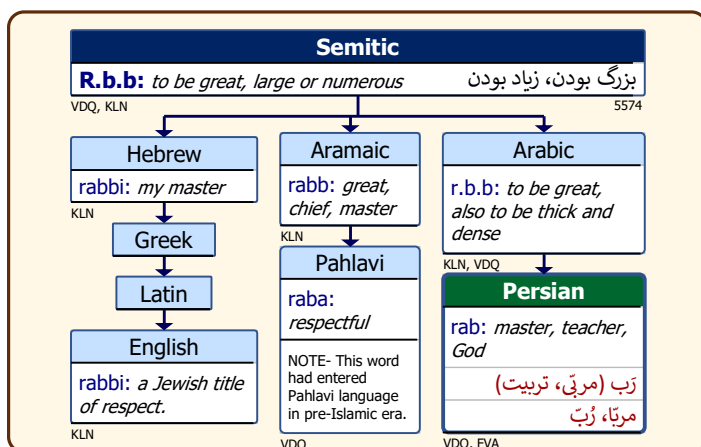 Semitic
R.b.b: to be great, large or numerous بزرگ بودن، زیاد بودن
VDQ, KLN 5574
Hebrew
rabbi: my master
KLN
Greek
Latin
English
rabbi: a Jewish title
of respect.
KLN
Aramaic
rabb: great,
chief, master
KLN
Pahlavi
raba:
respectful
NOTE- This word
had entered
Pahlavi language
in pre-Islamic era.
VDQ
Arabic
r.b.b: to be great,
also to be thick and
dense
KLN, VDQ
Persian
rab: master, teacher,
God
رَب (مربّی، تربیت)
مربّا، رُبّ
VDQ, EVA